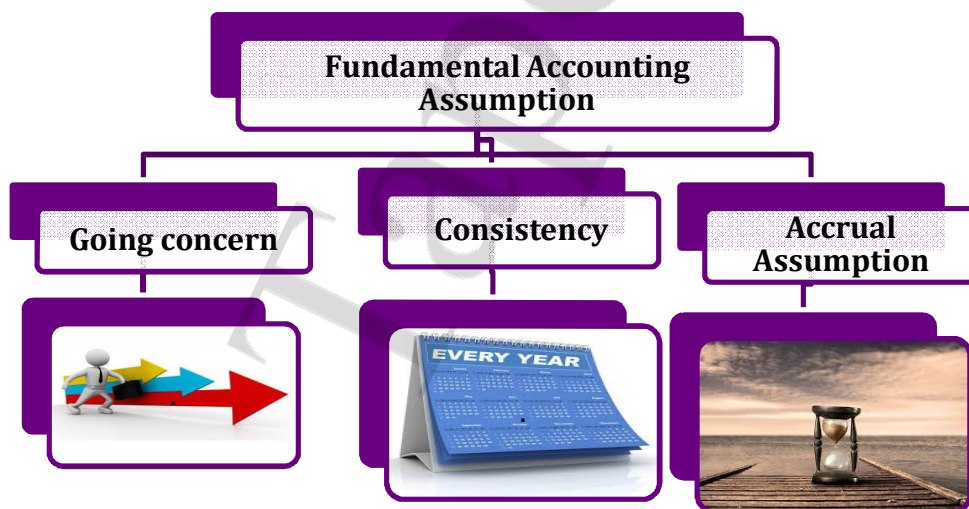 Fundamental Accounting
Assumption
Going concern
Consistency
Accrual
Assumption
EVERY YEAR